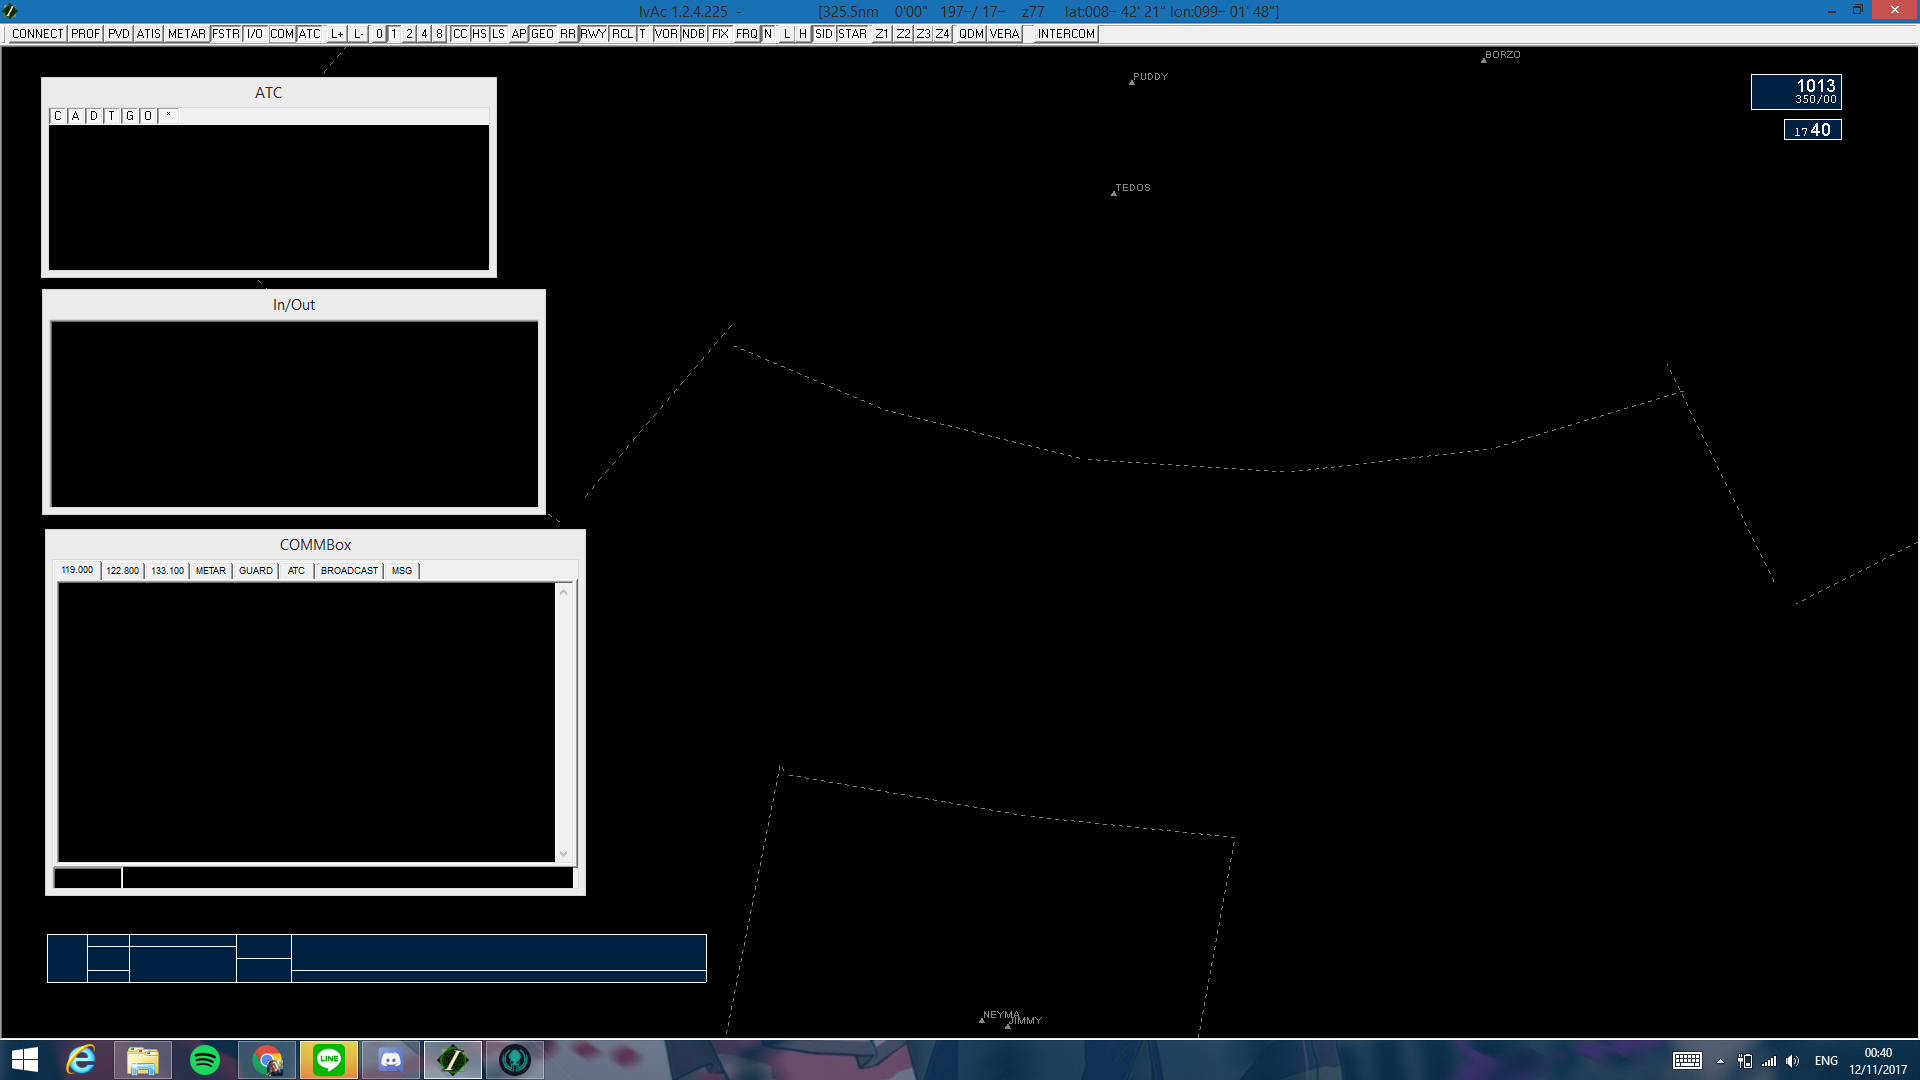 IvAc 1.2.4.225 - [325.5nm 0'00" 197-/ 17- z77 lat:008- 42' 21" lon:099- 01' 48"]
CONNECT PROF PVD ATIS METAR FSTR I/O COM ATC L+ L- 0 1 2 4 8 CC HS LS AP GEO RR RWY RCL T VOR NDB FIX FRQ N L H SID STAR Z1 Z2 Z3 Z4 QDM VERA INTERCOM
BORZO
PUDDY
1013
350/00
17 40
TEDOS
ATC
C A D T G O *
In/Out
COMMBox
119.000 122.800 133.100 METAR GUARD ATC BROADCAST MSG
NEYMA
JIMMY
LINE
ENG
00:40
12/11/2017